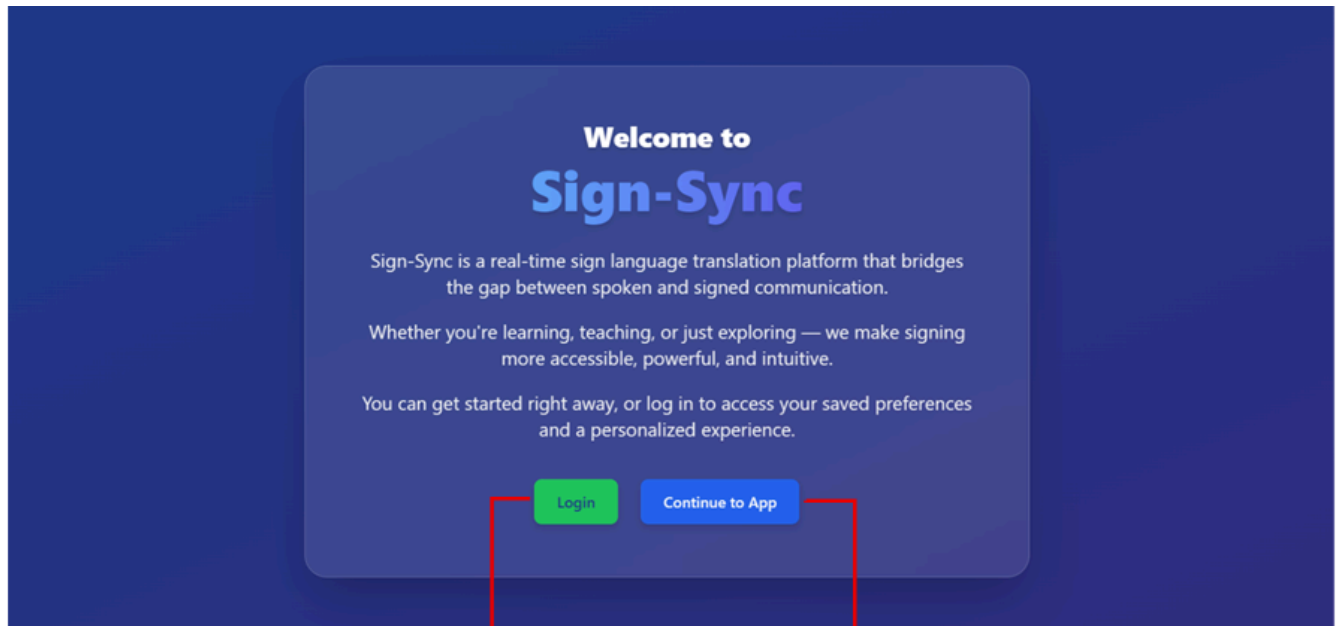 Welcome to
Sign-Sync
Sign-Sync is a real-time sign language translation platform that bridges
the gap between spoken and signed communication.
Whether you're learning, teaching, or just exploring — we make signing
more accessible, powerful, and intuitive.
You can get started right away, or log in to access your saved preferences
and a personalized experience.
Login
Continue to App